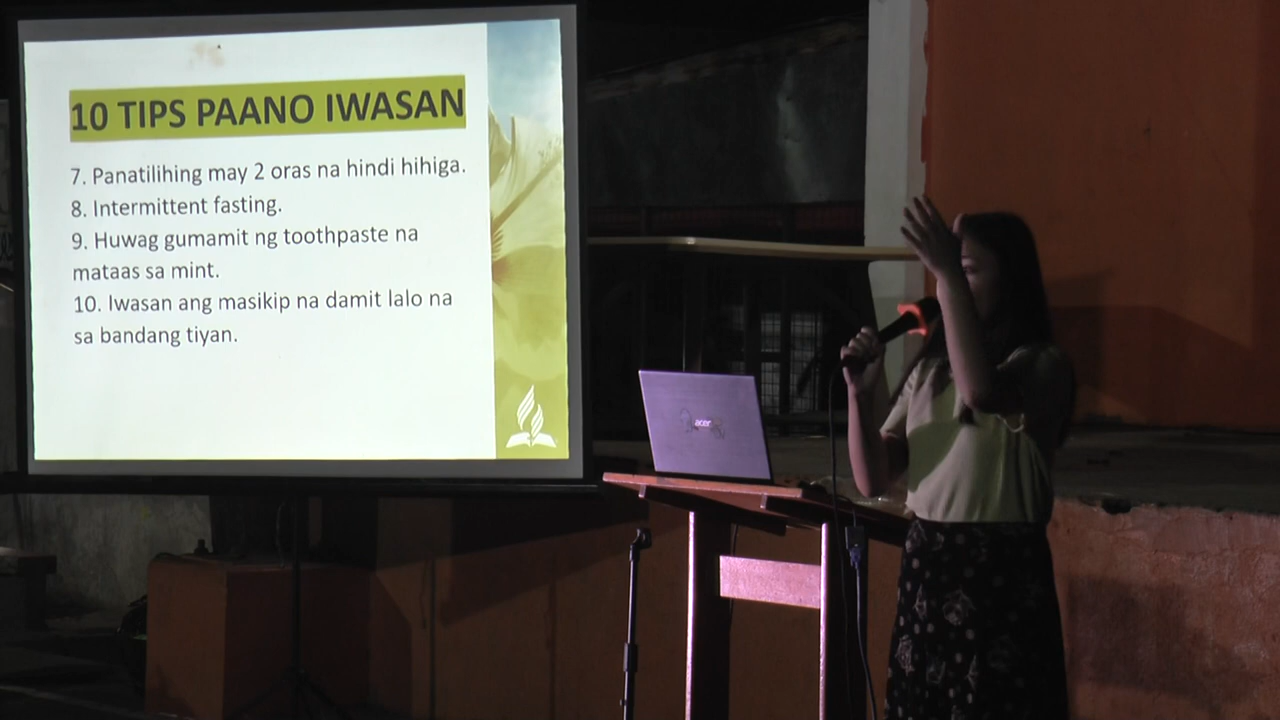 10 TIPS PAANO IWASAN
7. Panatilihing may 2 oras na hindi hihiga.
8. Intermittent fasting.
9. Huwag gumamit ng toothpaste na
mataas sa mint.
10. Iwasan ang masikip na damit lalo na
sa bandang tiyan.
acer